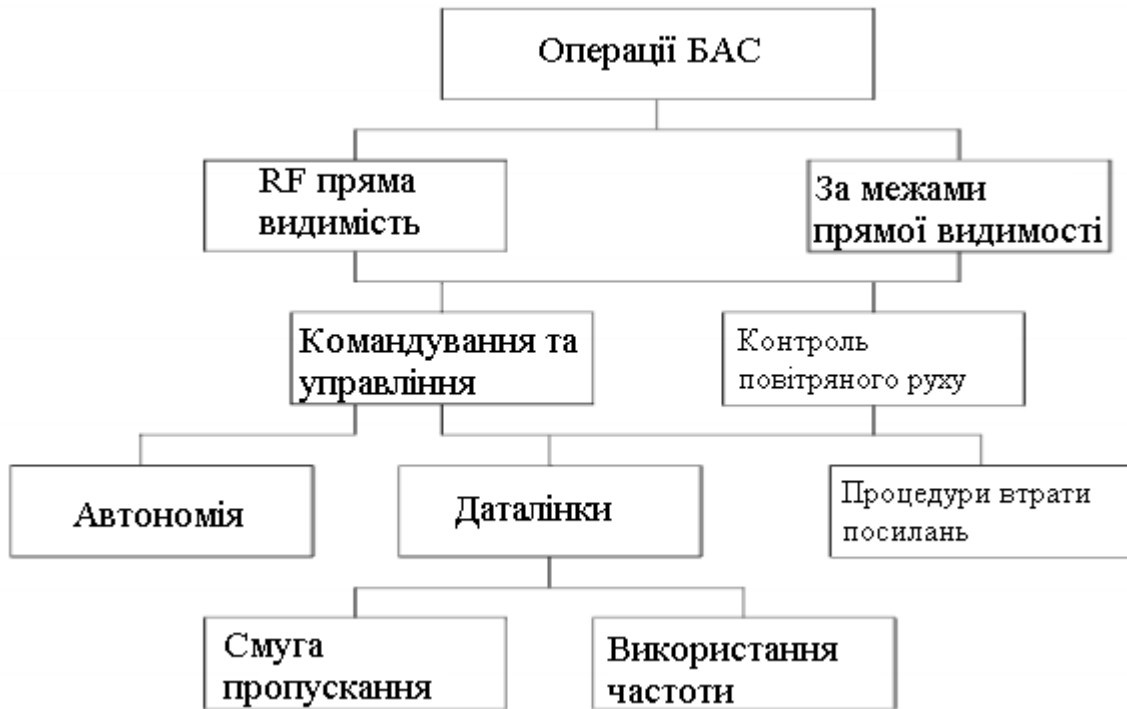 Операції БАС
RF пряма
видимість
За межами
прямої видимості
Командування та
управління
Контроль
повітряного руху
Автономія
Даталінки
Процедури втрати
посилань
Смуга
пропускання
Використання
частоти